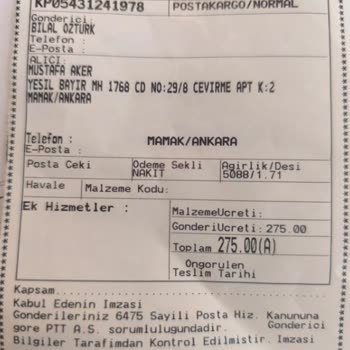 KP05431241978 POSTAKARGO/NORMAL
Gonderici:
BILAL OZTURK
Telefon :
E-Posta :
ALICI:
MUSTAFA AKER
YESIL BAYIR MH 1768 CD NO:29/8 CEVIRME APT K:2
MAMAK/ANKARA
Telefon : MAMAK/ANKARA
E-Posta :
Posta Ceki Odeme Sekli Agirlik/Desi
NAKIT 5088/1.71
Havale Malzeme Kodu:
Ek Hizmetler : MalzemeUcreti:
GonderiUcreti: 275.00
Toplam 275.00(A)
Ongorulen
Teslim Tarihi
Kapsam
Kabul Edenin Imzasi
Gonderileriniz 6475 Sayili Posta Hiz. Kanununa
gore PTT A.S. sorumlulugundadir. Gonderici
Bilgiler Tarafimdan Kontrol Edilmistir. Imzasi